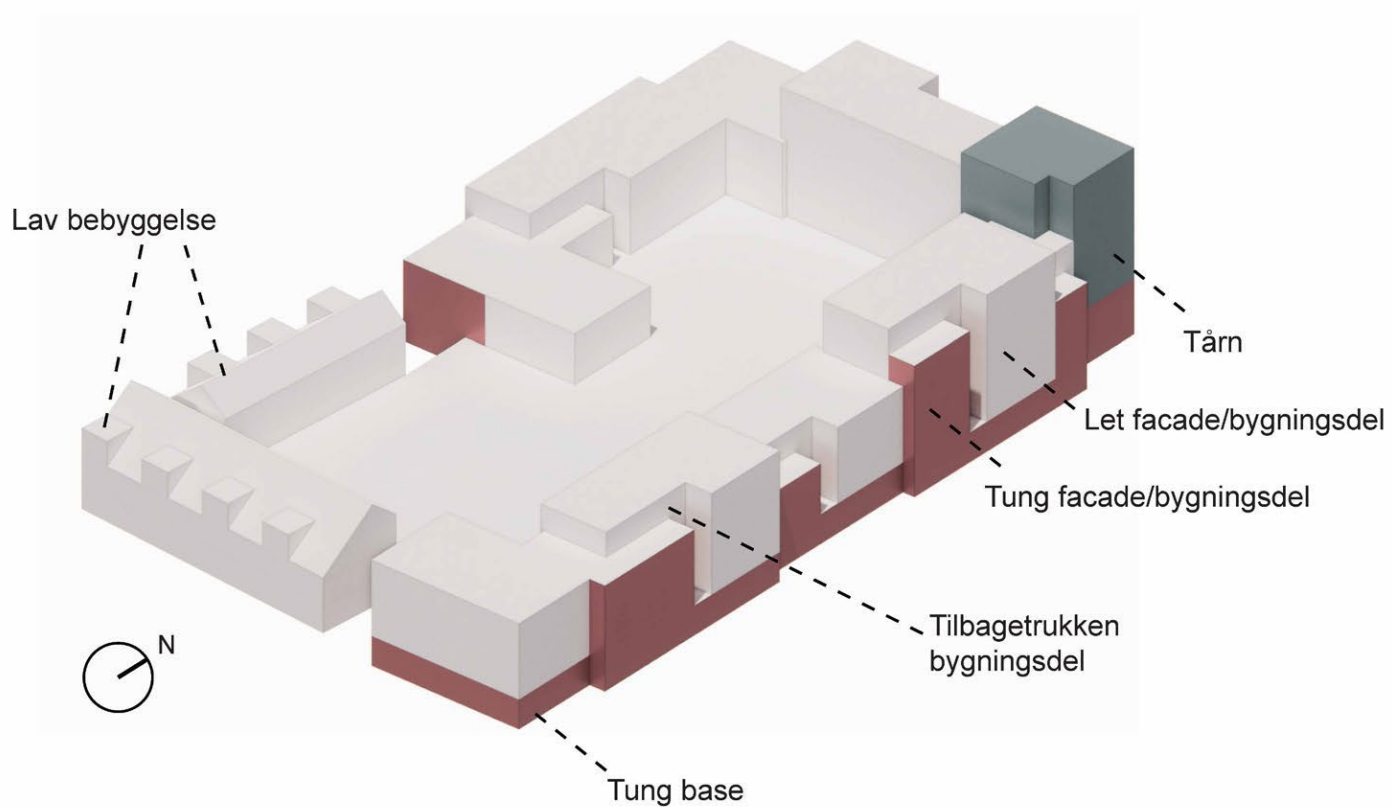 Lav bebyggelse
Tårn
Let facade/bygningsdel
Tung facade/bygningsdel
Tilbagetrukken
bygningsdel
N
Tung base